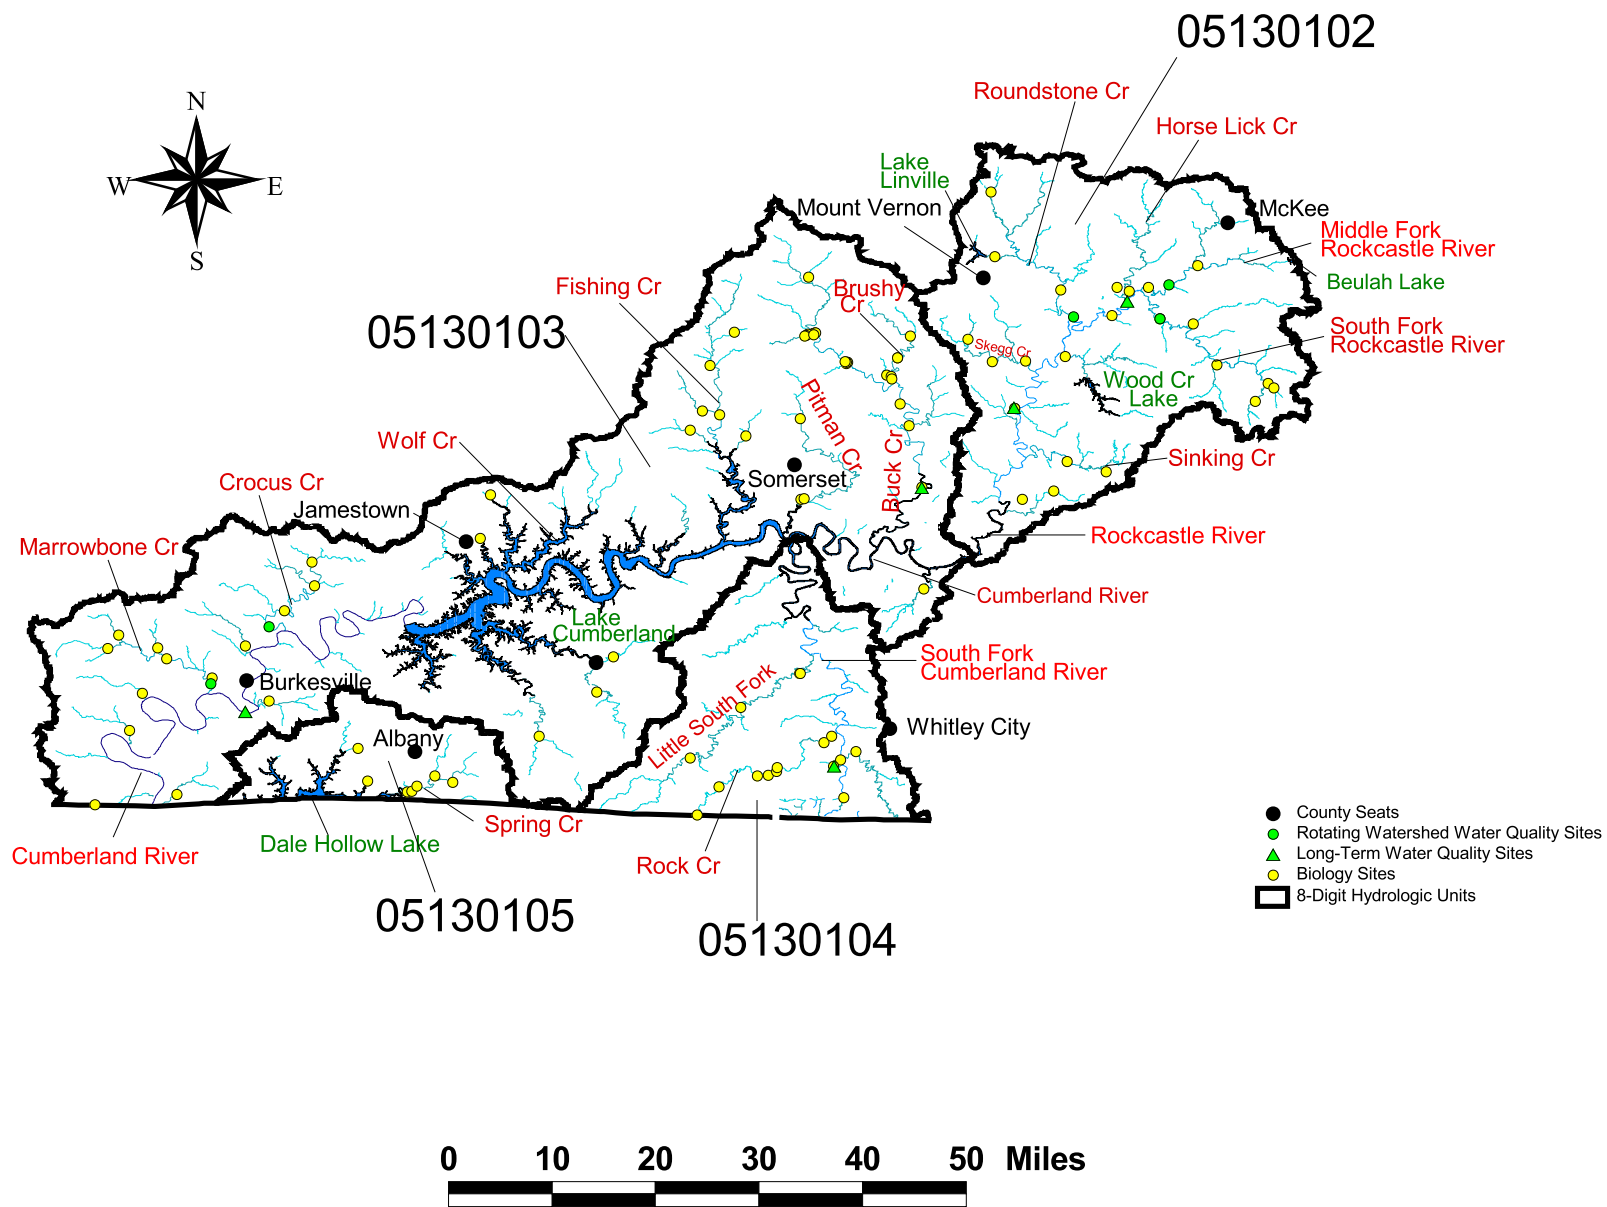 05130102
Roundstone Cr
Horse Lick Cr
N
W
E
S
Lake
Linville
Mount Vernon
McKee
Middle Fork
Rockcastle River
Beulah Lake
Fishing Cr
Brushy
Cr
05130103
South Fork
Rockcastle River
Skegg Cr
Wood Cr
Lake
Pitman Cr
Wolf Cr
Buck Cr
Sinking Cr
Crocus Cr
Somerset
Jamestown
Marrowbone Cr
Rockcastle River
Cumberland River
Lake
Cumberland
South Fork
Cumberland River
Burkesville
Little South Fork
Whitley City
Albany
Spring Cr
Dale Hollow Lake
Cumberland River
Rock Cr
05130105
05130104
County Seats
Rotating Watershed Water Quality Sites
Long-Term Water Quality Sites
Biology Sites
8-Digit Hydrologic Units
0 10 20 30 40 50 Miles